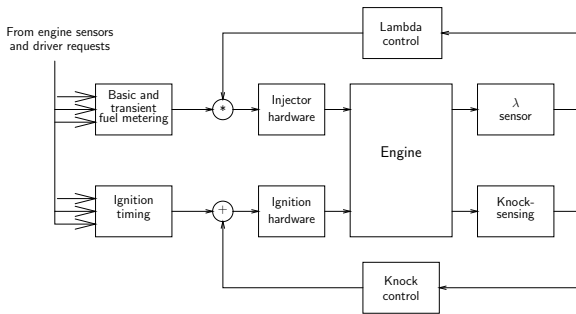 From engine sensors
and driver requests
Lambda
control
Basic and
transient
fuel metering
*
Injector
hardware
Engine
λ
sensor
Ignition
timing
+
Ignition
hardware
Knock-
sensing
Knock
control